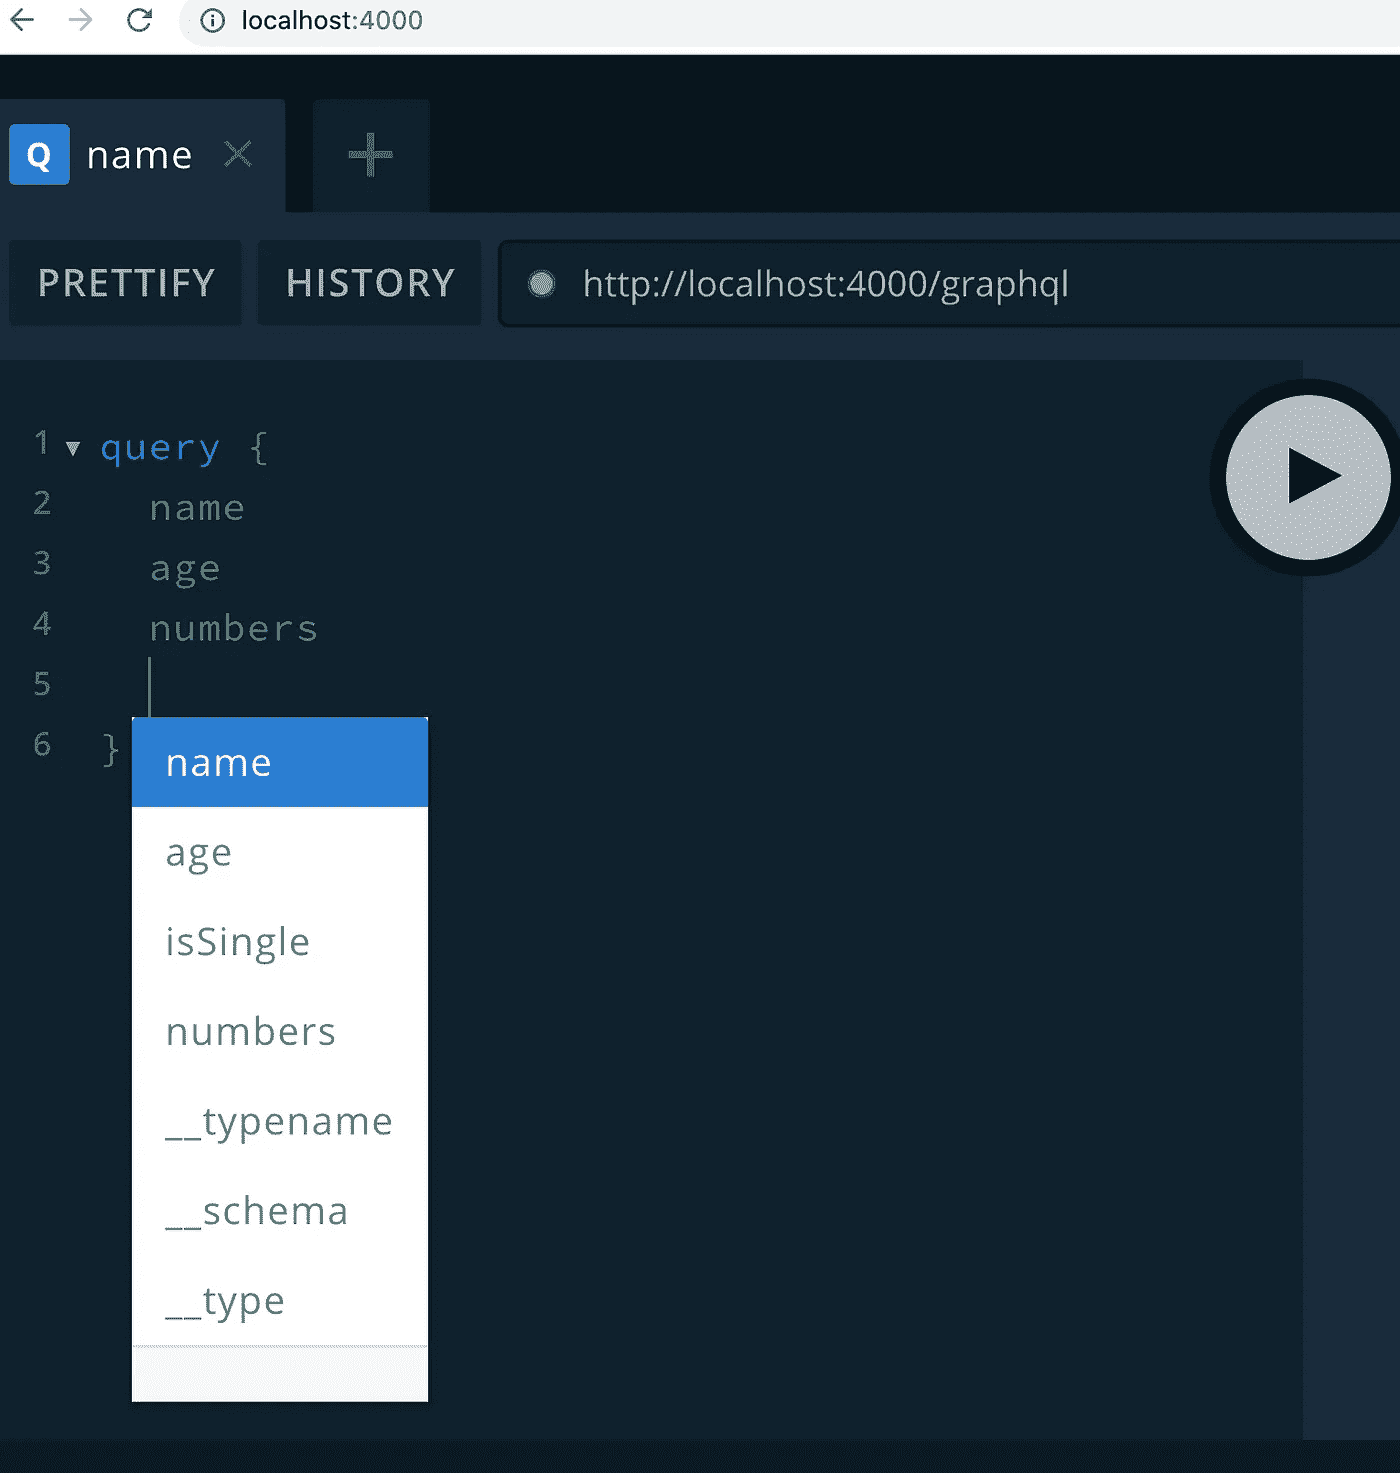 localhost:4000
Q name
PRETTIFY HISTORY http://localhost:4000/graphql
1 query {
2 name
3 age
4 numbers
5
6 }
name
age
isSingle
numbers
__typename
__schema
__type